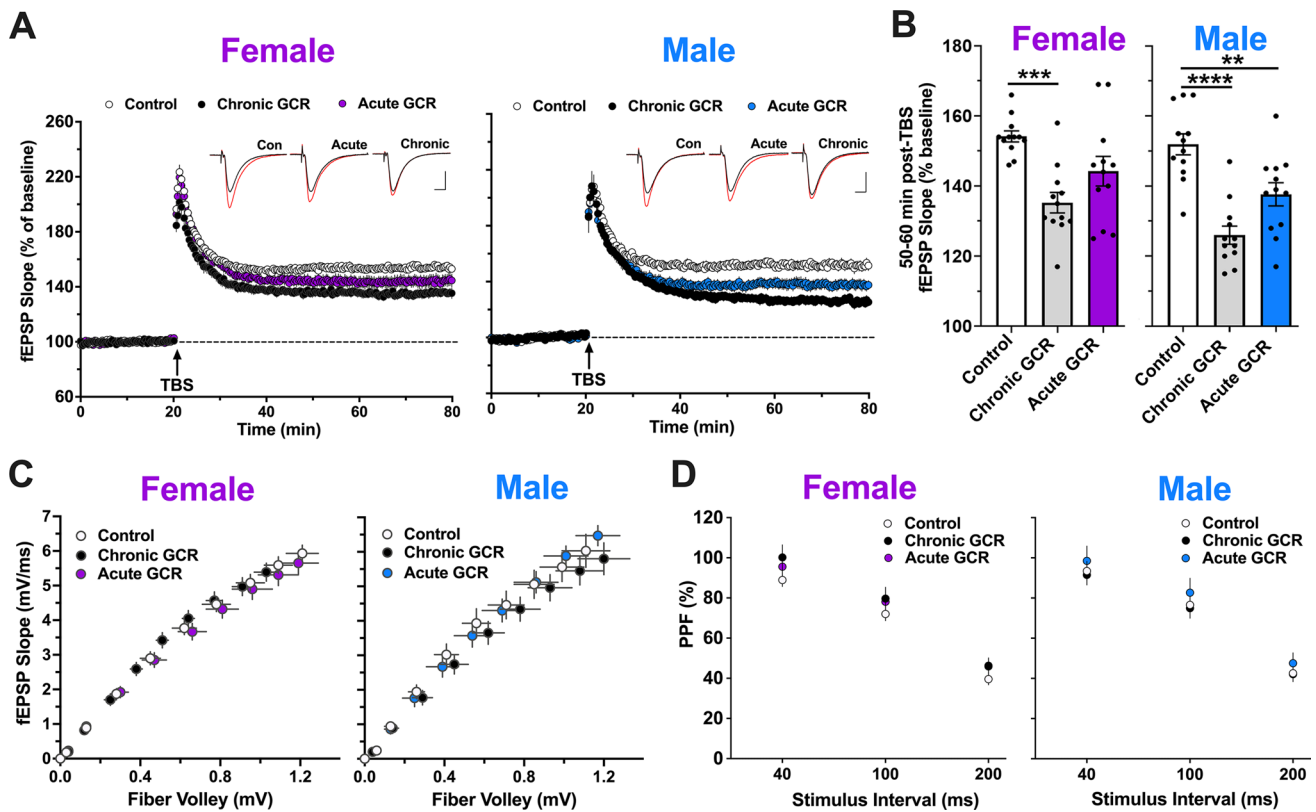 A
Female
Male
Control
Chronic GCR
Acute GCR
Control
Chronic GCR
Acute GCR
fEPSP Slope (% of baseline)
260
220
180
140
100
60
Con
Acute
Chronic
Con
Acute
Chronic
TBS
TBS
0
20
40
60
80
0
20
40
60
80
Time (min)
Time (min)
B
Female
Male
50-60 min post-TBS
fEPSP Slope (% baseline)
180
160
140
120
100
***
**
****
Control
Chronic GCR
Acute GCR
Control
Chronic GCR
Acute GCR
C
Female
Male
Control
Chronic GCR
Acute GCR
Control
Chronic GCR
Acute GCR
fEPSP Slope (mV/ms)
7
6
5
4
3
2
1
0
0.0
0.4
0.8
1.2
0.0
0.4
0.8
1.2
Fiber Volley (mV)
Fiber Volley (mV)
D
Female
Male
Control
Chronic GCR
Acute GCR
Control
Chronic GCR
Acute GCR
PPF (%)
120
100
80
60
40
20
0
40
100
200
40
100
200
Stimulus Interval (ms)
Stimulus Interval (ms)